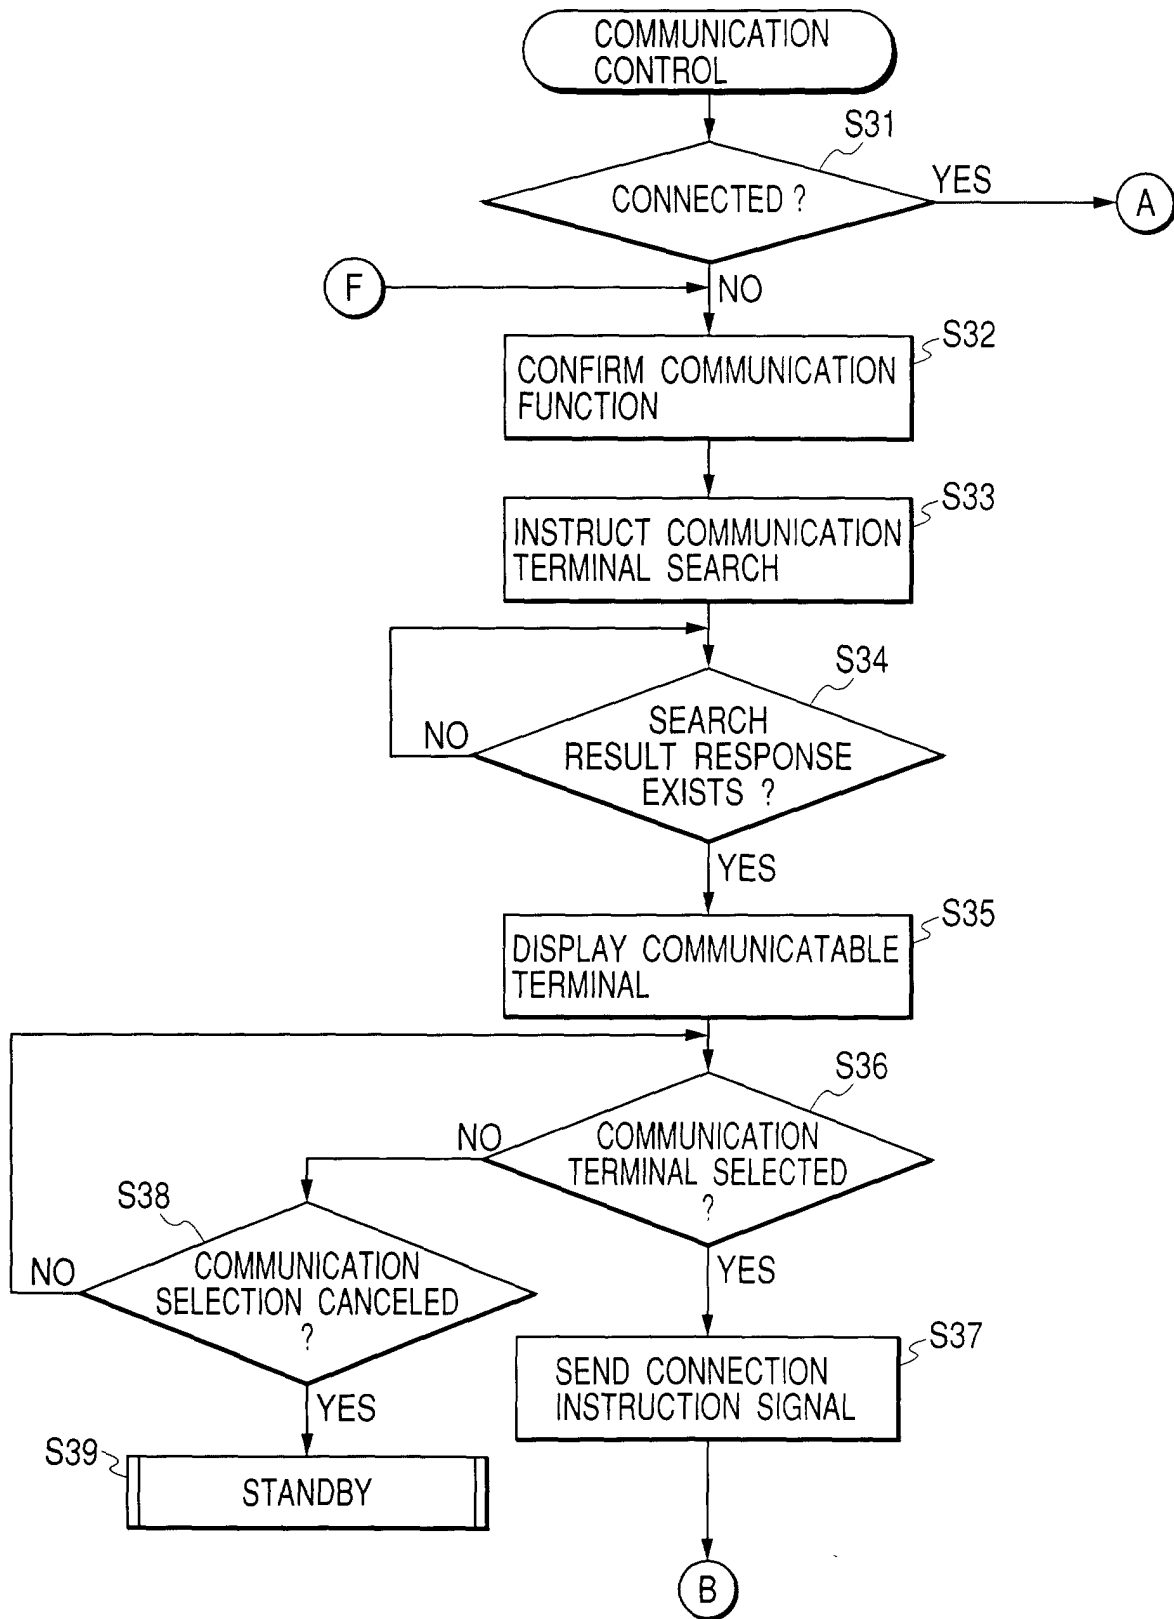 COMMUNICATION
CONTROL
S31
CONNECTED ?
YES
A
F
NO
S32
CONFIRM COMMUNICATION
FUNCTION
S33
INSTRUCT COMMUNICATION
TERMINAL SEARCH
S34
SEARCH
RESULT RESPONSE
EXISTS ?
NO
YES
S35
DISPLAY COMMUNICATABLE
TERMINAL
S36
COMMUNICATION
TERMINAL SELECTED
?
NO
YES
S38
COMMUNICATION
SELECTION CANCELED
?
NO
YES
S37
SEND CONNECTION
INSTRUCTION SIGNAL
S39
STANDBY
B